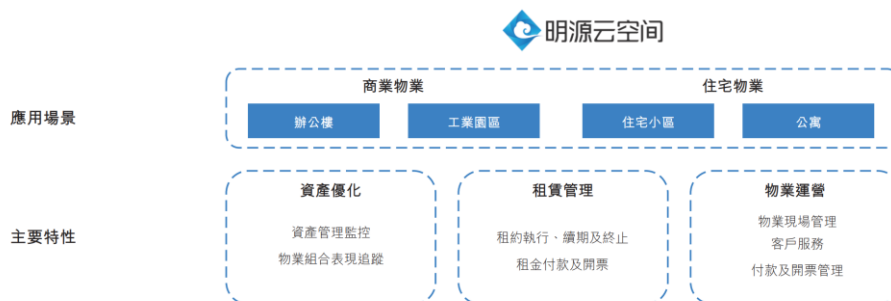 明源云空间
應用場景
商業物業
住宅物業
辦公樓
工業園區
住宅小區
公寓
主要特性
資產優化
資產管理監控
物業組合表現追蹤
租賃管理
租約執行、續期及終止
租金付款及開票
物業運營
物業現場管理
客戶服務
付款及開票管理